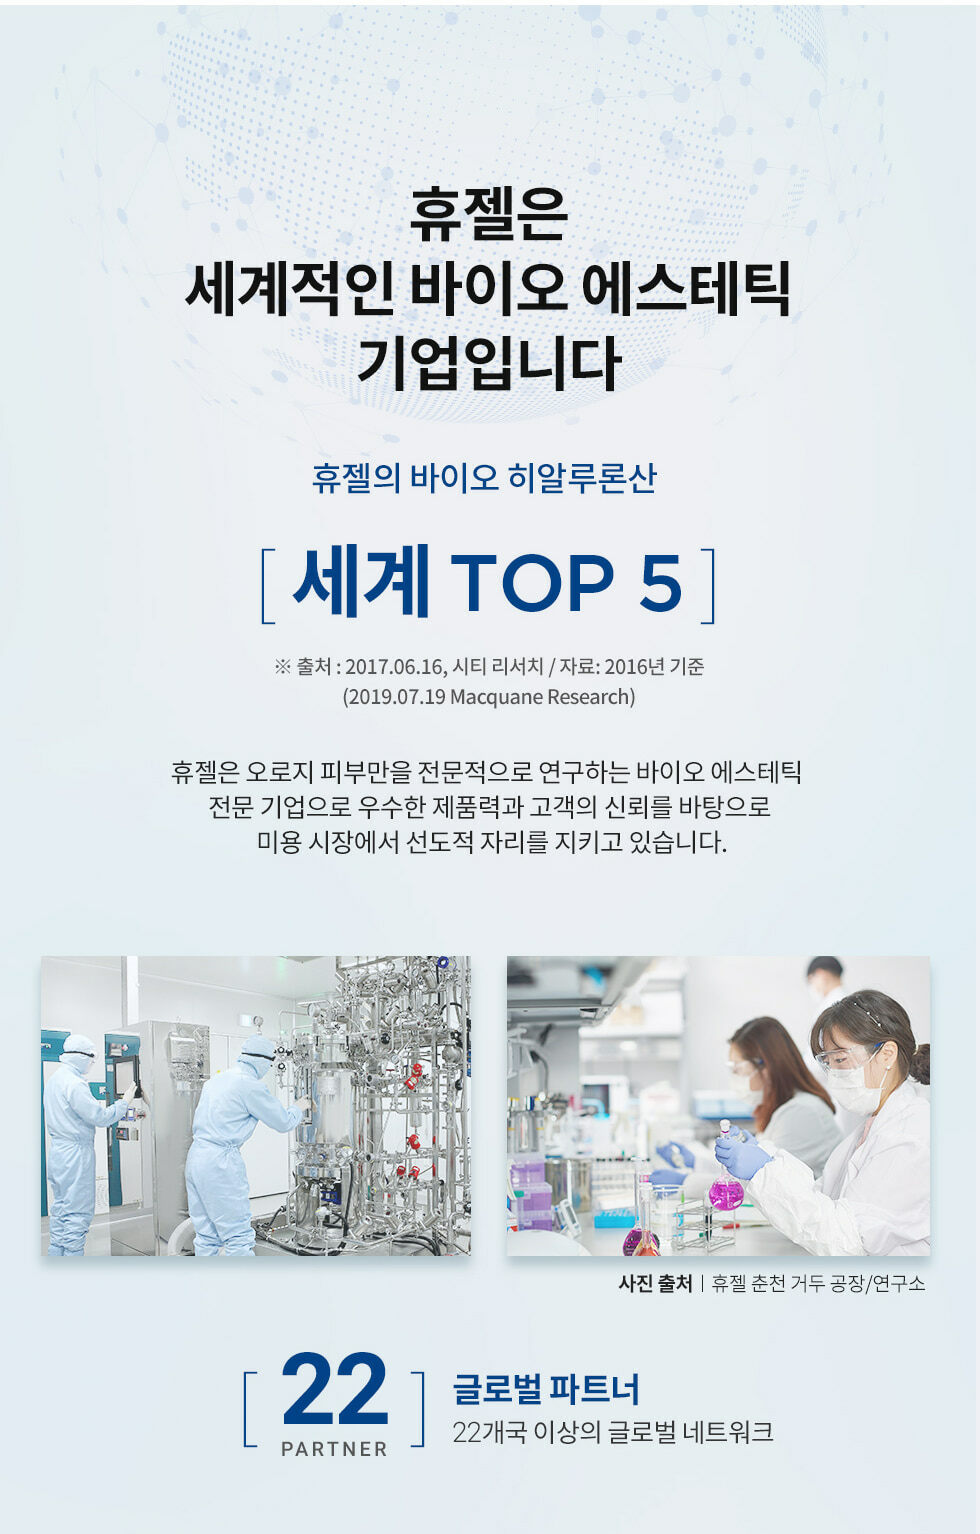 휴젤은
세계적인 바이오 에스테틱
기업입니다
휴젤의 바이오 히알루론산
[ 세계 TOP 5 ]
※ 출처 : 2017.06.16, 시티 리서치 / 자료: 2016년 기준
(2019.07.19 Macquane Research)
휴젤은 오로지 피부만을 전문적으로 연구하는 바이오 에스테틱
전문 기업으로 우수한 제품력과 고객의 신뢰를 바탕으로
미용 시장에서 선도적 자리를 지키고 있습니다.
사진 출처 | 휴젤 춘천 거두 공장/연구소
[ 22 ]
PARTNER
글로벌 파트너
22개국 이상의 글로벌 네트워크